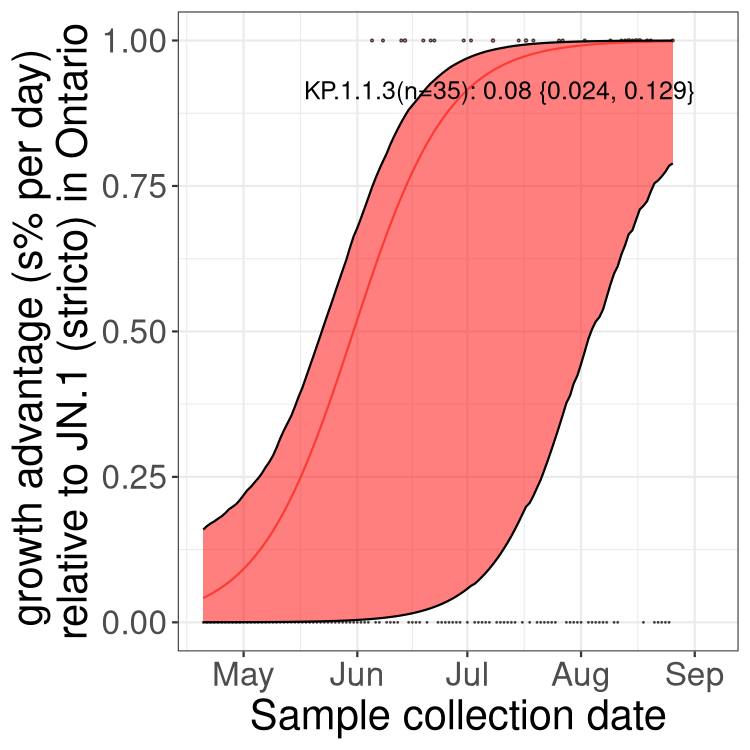 growth advantage (s% per day)
relative to JN.1 (stricto) in Ontario
1.00
0.75
0.50
0.25
0.00
KP.1.1.3(n=35): 0.08 {0.024, 0.129}
May Jun Jul Aug Sep
Sample collection date